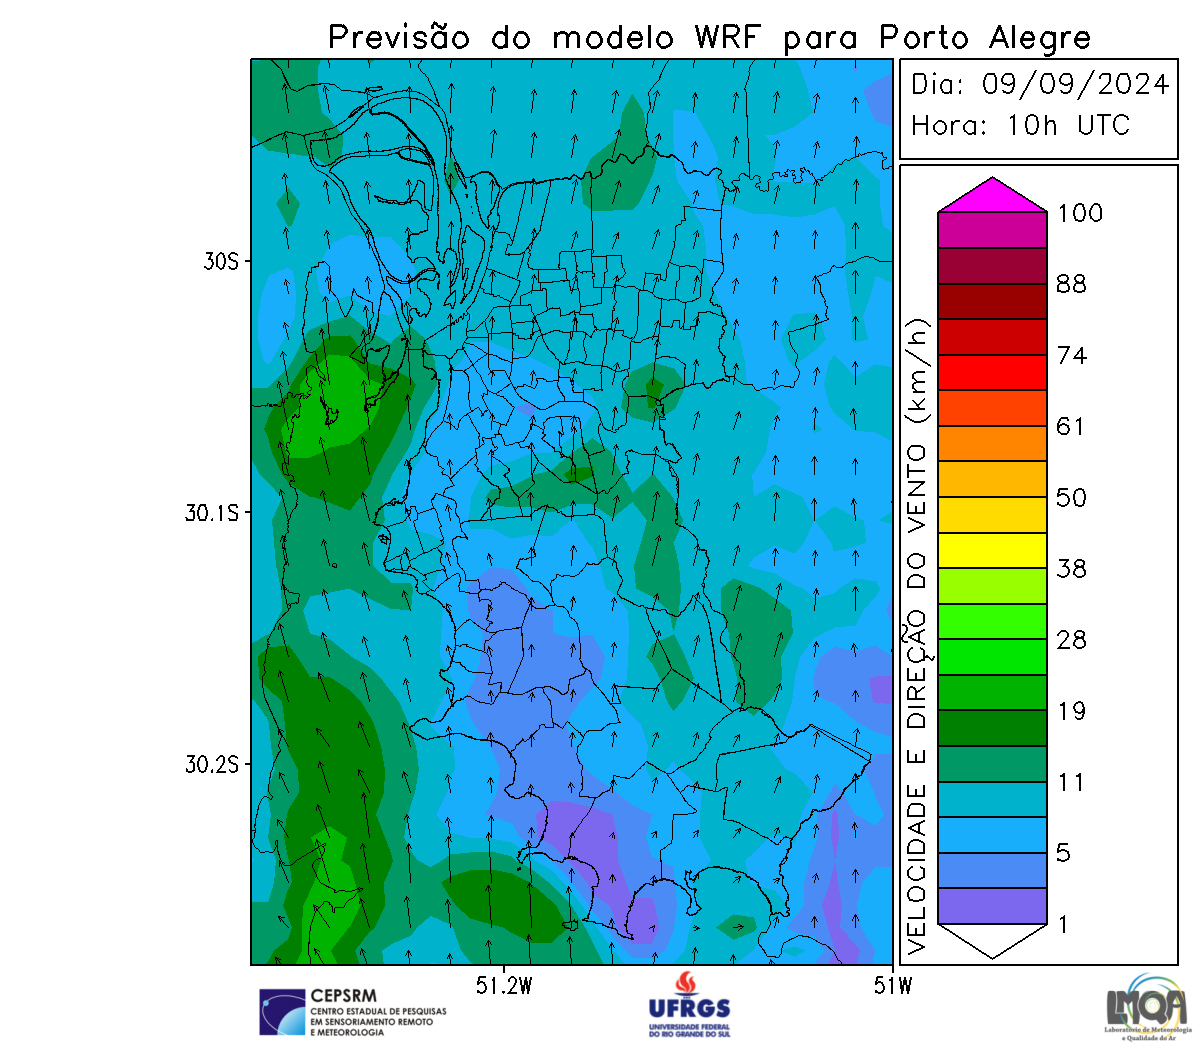 Previsão do modelo WRF para Porto Alegre
Dia: 09/09/2024
Hora: 10h UTC
VELOCIDADE E DIREÇÃO DO VENTO (km/h)
100
88
74
61
50
38
28
19
11
5
1
30S
30.1S
30.2S
51.2W
51W
CEPSRM
CENTRO ESTADUAL DE PESQUISAS
EM SENSORIAMENTO REMOTO
E METEOROLOGIA
UFRGS
UNIVERSIDADE FEDERAL
DO RIO GRANDE DO SUL
LMQA
Laboratório de Meteorologia
e Qualidade do Ar